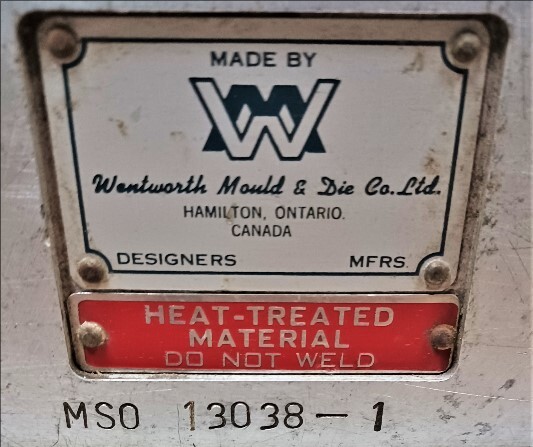 MADE BY
W
Wentworth Mould & Die Co. Ltd.
HAMILTON, ONTARIO.
CANADA
DESIGNERS MFRS.
HEAT-TREATED
MATERIAL
DO NOT WELD
MSO 13038-1